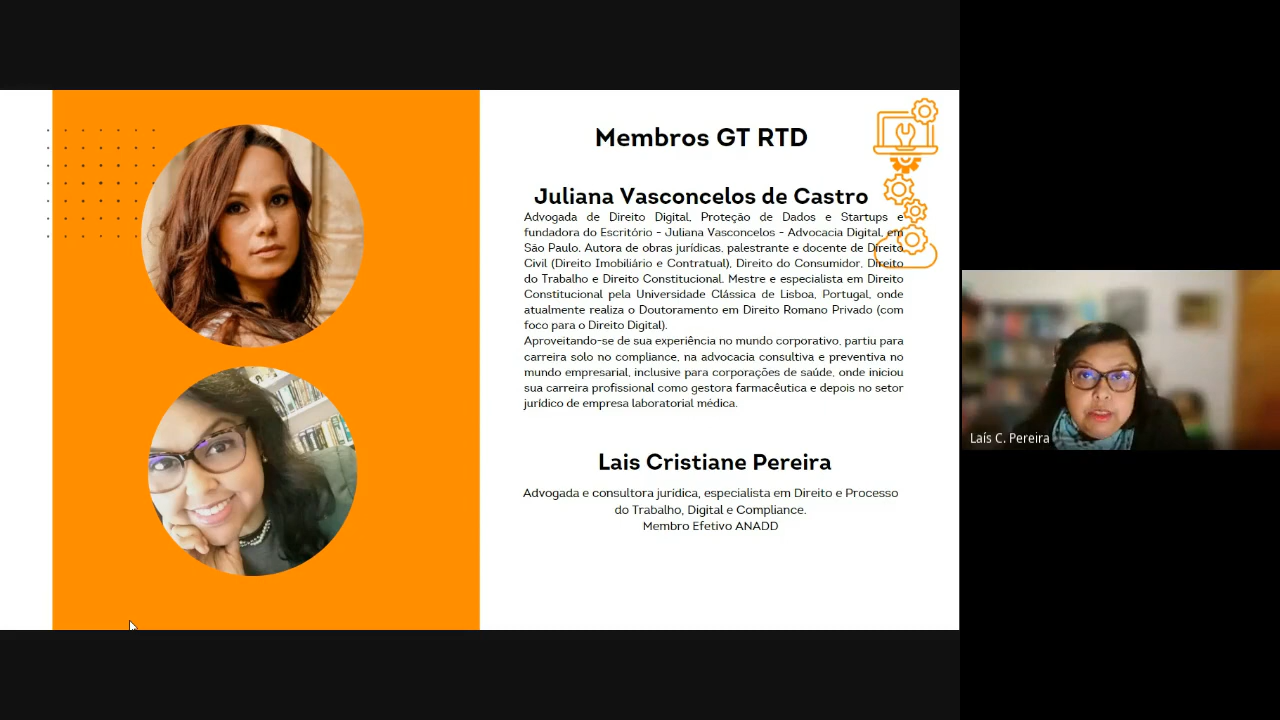 Membros GT RTD
Juliana Vasconcelos de Castro
Advogada de Direito Digital, Proteção de Dados e Startups e
fundadora do Escritório - Juliana Vasconcelos - Advocacia Digital, em
São Paulo. Autora de obras jurídicas, palestrante e docente de Direito
Civil (Direito Imobiliário e Contratual), Direito do Consumidor, Direito
do Trabalho e Direito Constitucional. Mestre e especialista em Direito
Constitucional pela Universidade Clássica de Lisboa, Portugal, onde
atualmente realiza o Doutoramento em Direito Romano Privado (com
foco para o Direito Digital).
Aproveitando-se de sua experiência no mundo corporativo, partiu para
carreira solo no compliance, na advocacia consultiva e preventiva no
mundo empresarial, inclusive para corporações de saúde, onde iniciou
sua carreira profissional como gestora farmacêutica e depois no setor
jurídico de empresa laboratorial médica.
Lais Cristiane Pereira
Advogada e consultora jurídica, especialista em Direito e Processo
do Trabalho, Digital e Compliance.
Membro Efetivo ANADD
Laís C. Pereira